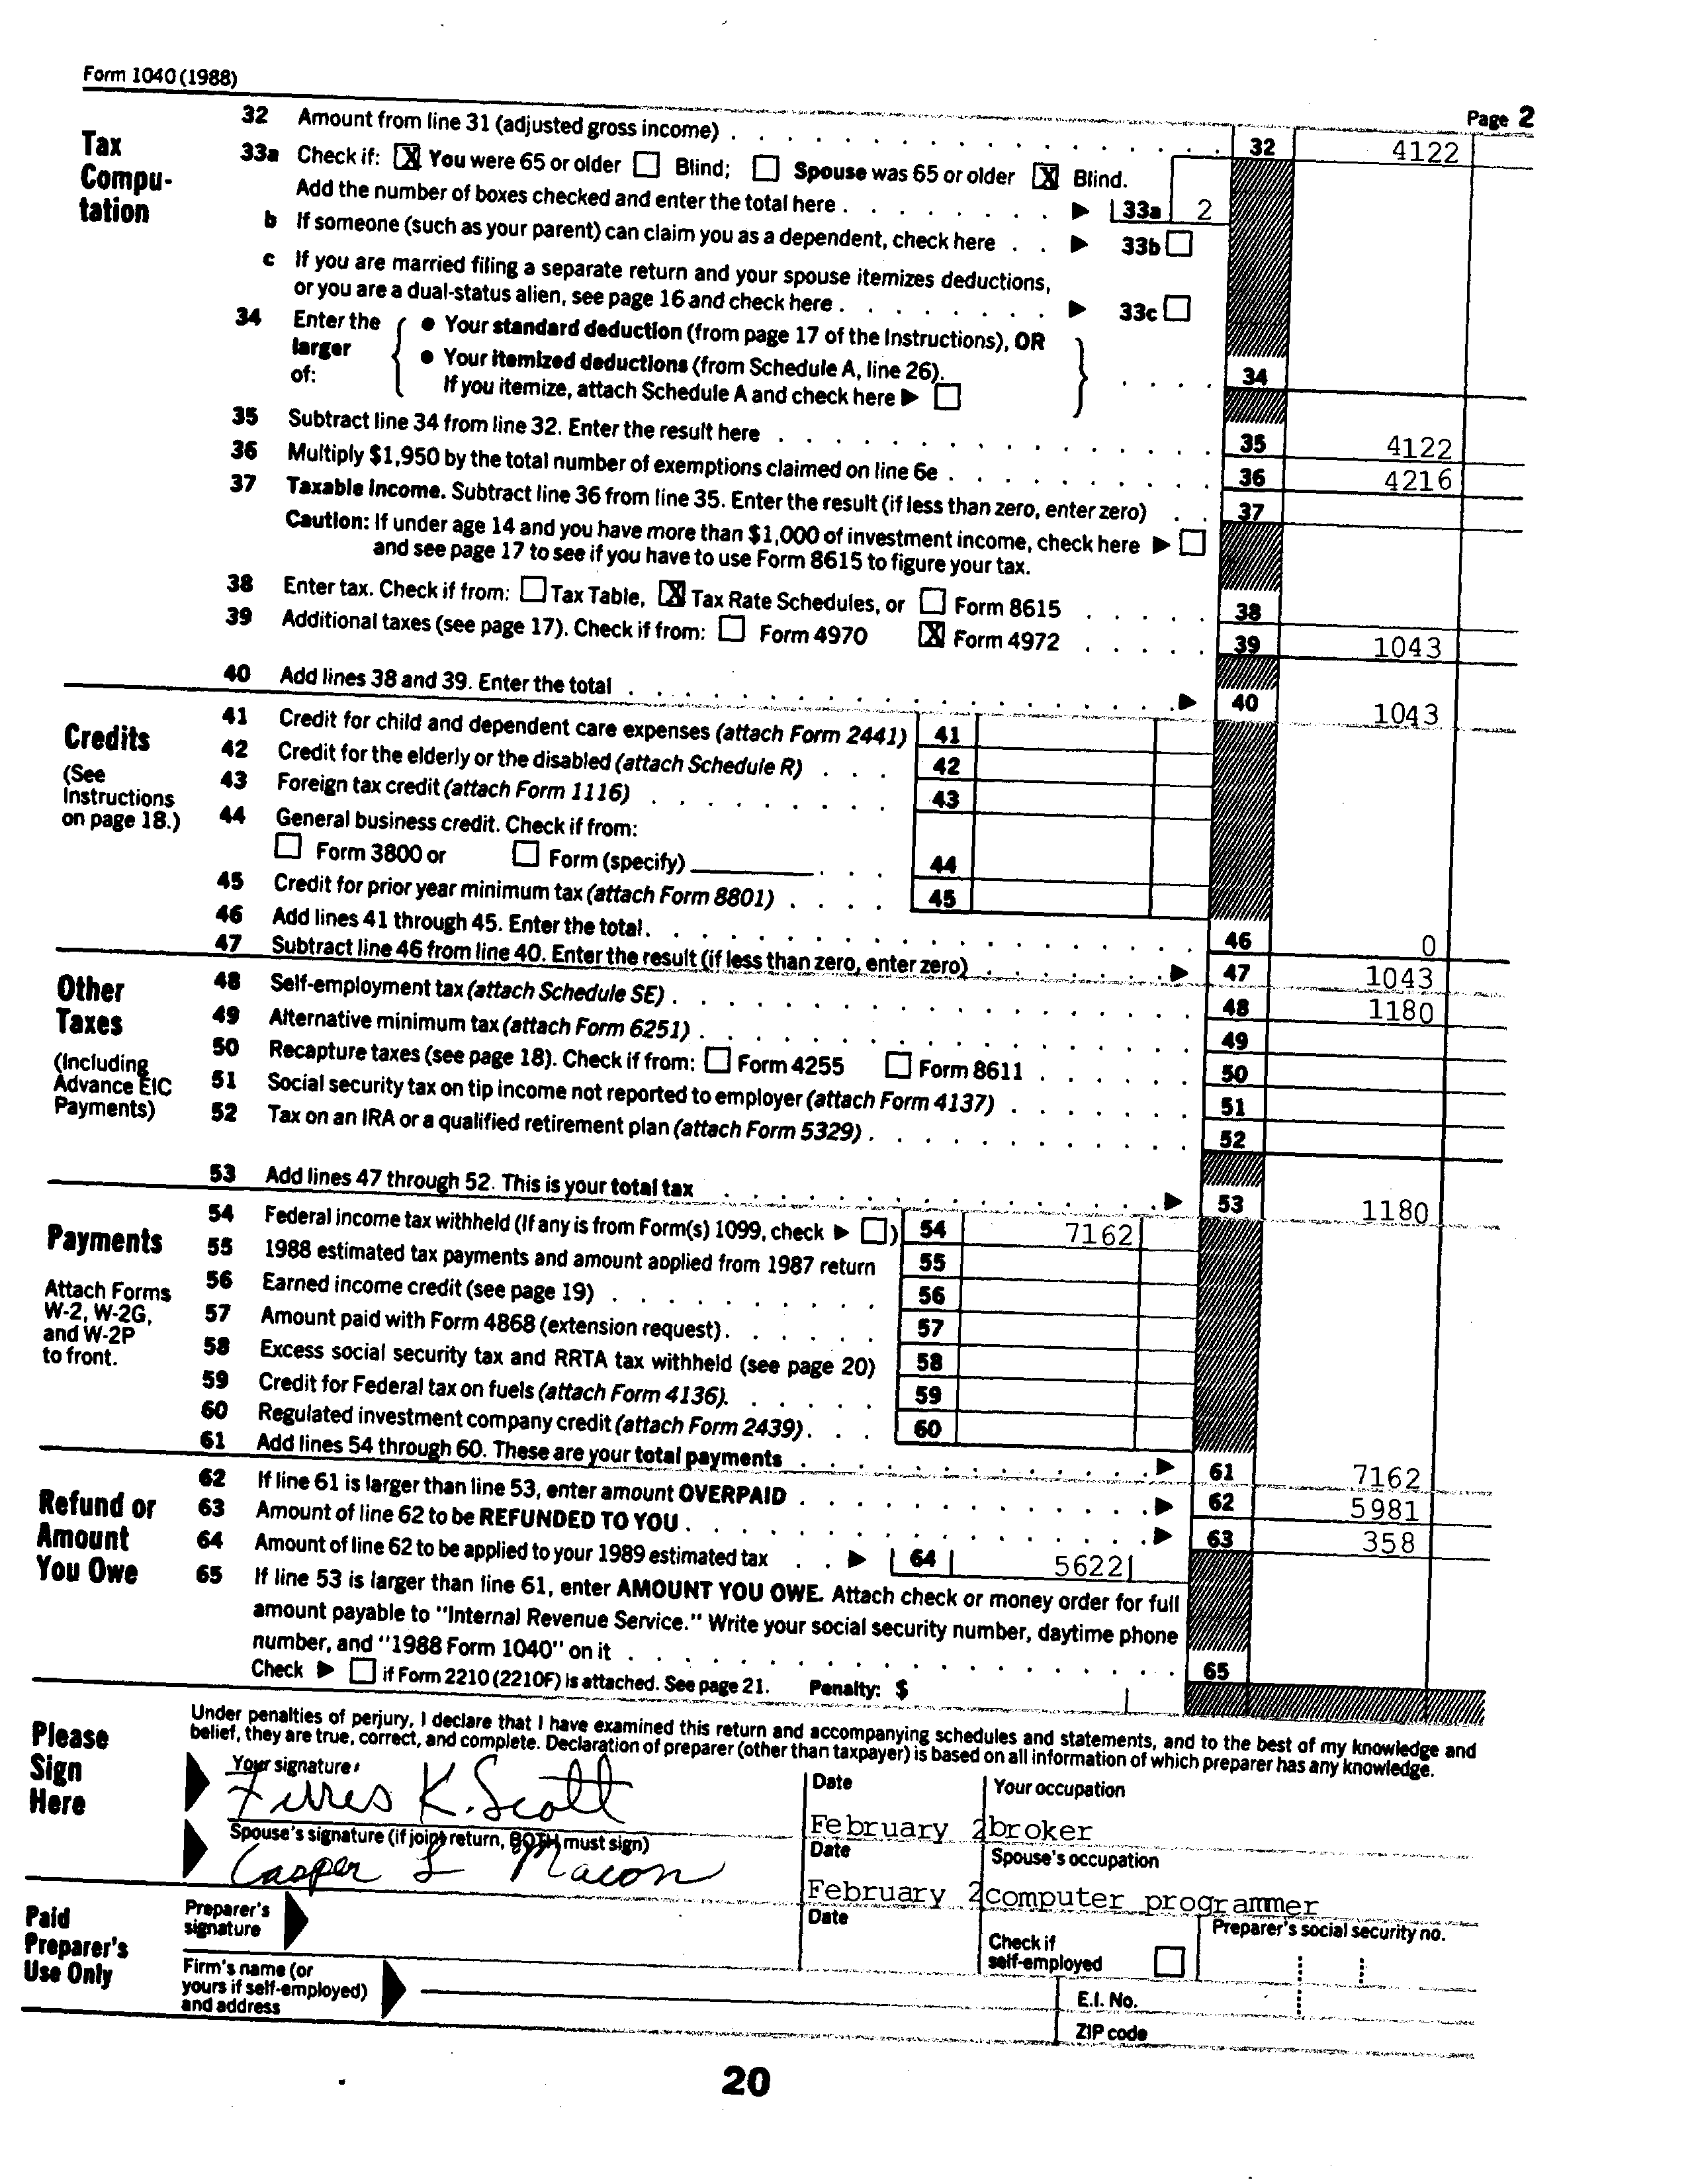 Form 1040 (1988)
Page 2
Tax Compu-tation
32 Amount from line 31 (adjusted gross income) . . . . 32 4122
33a Check if: [X] You were 65 or older [ ] Blind; [ ] Spouse was 65 or older [X] Blind.
Add the number of boxes checked and enter the total here . . . . ▶ 33a 2
b If someone (such as your parent) can claim you as a dependent, check here . . ▶ 33b [ ]
c If you are married filing a separate return and your spouse itemizes deductions,
or you are a dual-status alien, see page 16 and check here . . . . ▶ 33c [ ]
34 Enter the larger of:
● Your standard deduction (from page 17 of the Instructions), OR
● Your itemized deductions (from Schedule A, line 26).
If you itemize, attach Schedule A and check here ▶ [ ] . . . . 34
35 Subtract line 34 from line 32. Enter the result here . . . . 35 4122
36 Multiply $1,950 by the total number of exemptions claimed on line 6e . . . . 36 4216
37 Taxable income. Subtract line 36 from line 35. Enter the result (if less than zero, enter zero) . . 37
Caution: If under age 14 and you have more than $1,000 of investment income, check here ▶ [ ]
and see page 17 to see if you have to use Form 8615 to figure your tax.
38 Enter tax. Check if from: [ ] Tax Table, [X] Tax Rate Schedules, or [ ] Form 8615 . . . . 38
39 Additional taxes (see page 17). Check if from: [ ] Form 4970 [X] Form 4972 . . . . 39 1043
40 Add lines 38 and 39. Enter the total . . . . ▶ 40 1043
Credits
(See Instructions on page 18.)
41 Credit for child and dependent care expenses (attach Form 2441) 41
42 Credit for the elderly or the disabled (attach Schedule R) . . . 42
43 Foreign tax credit (attach Form 1116) . . . . 43
44 General business credit. Check if from:
[ ] Form 3800 or [ ] Form (specify) ______ . . . 44
45 Credit for prior year minimum tax (attach Form 8801) . . . . 45
46 Add lines 41 through 45. Enter the total. . . . 46 0
47 Subtract line 46 from line 40. Enter the result (if less than zero, enter zero) . . . . ▶ 47 1043
Other Taxes
(Including Advance EIC Payments)
48 Self-employment tax (attach Schedule SE) . . . . 48 1180
49 Alternative minimum tax (attach Form 6251) . . . . 49
50 Recapture taxes (see page 18). Check if from: [ ] Form 4255 [ ] Form 8611 . . . . 50
51 Social security tax on tip income not reported to employer (attach Form 4137) . . . . 51
52 Tax on an IRA or a qualified retirement plan (attach Form 5329) . . . . 52
53 Add lines 47 through 52. This is your total tax . . . . ▶ 53 1180
Payments
Attach Forms W-2, W-2G, and W-2P to front.
54 Federal income tax withheld (If any is from Form(s) 1099, check ▶ [ ]) 54 7162
55 1988 estimated tax payments and amount applied from 1987 return 55
56 Earned income credit (see page 19) . . . . 56
57 Amount paid with Form 4868 (extension request) . . . . 57
58 Excess social security tax and RRTA tax withheld (see page 20) 58
59 Credit for Federal tax on fuels (attach Form 4136). . . . 59
60 Regulated investment company credit (attach Form 2439) . . . 60
61 Add lines 54 through 60. These are your total payments . . . . ▶ 61 7162
Refund or Amount You Owe
62 If line 61 is larger than line 53, enter amount OVERPAID . . . . ▶ 62 5981
63 Amount of line 62 to be REFUNDED TO YOU . . . . ▶ 63 358
64 Amount of line 62 to be applied to your 1989 estimated tax . . ▶ 64 5622
65 If line 53 is larger than line 61, enter AMOUNT YOU OWE. Attach check or money order for full
amount payable to "Internal Revenue Service." Write your social security number, daytime phone
number, and "1988 Form 1040" on it . . . . 65
Check ▶ [ ] if Form 2210 (2210F) is attached. See page 21. Penalty: $
Please Sign Here
Under penalties of perjury, I declare that I have examined this return and accompanying schedules and statements, and to the best of my knowledge and
belief, they are true, correct, and complete. Declaration of preparer (other than taxpayer) is based on all information of which preparer has any knowledge.
Your signature Date Your occupation
Ferres K. Scott February 2 broker
Spouse's signature (if joint return, BOTH must sign) Date Spouse's occupation
Casper L Macon February 2 computer programmer
Paid Preparer's Use Only
Preparer's signature Date Check if self-employed [ ] Preparer's social security no.
Firm's name (or yours if self-employed) and address E.I. No.
ZIP code
20